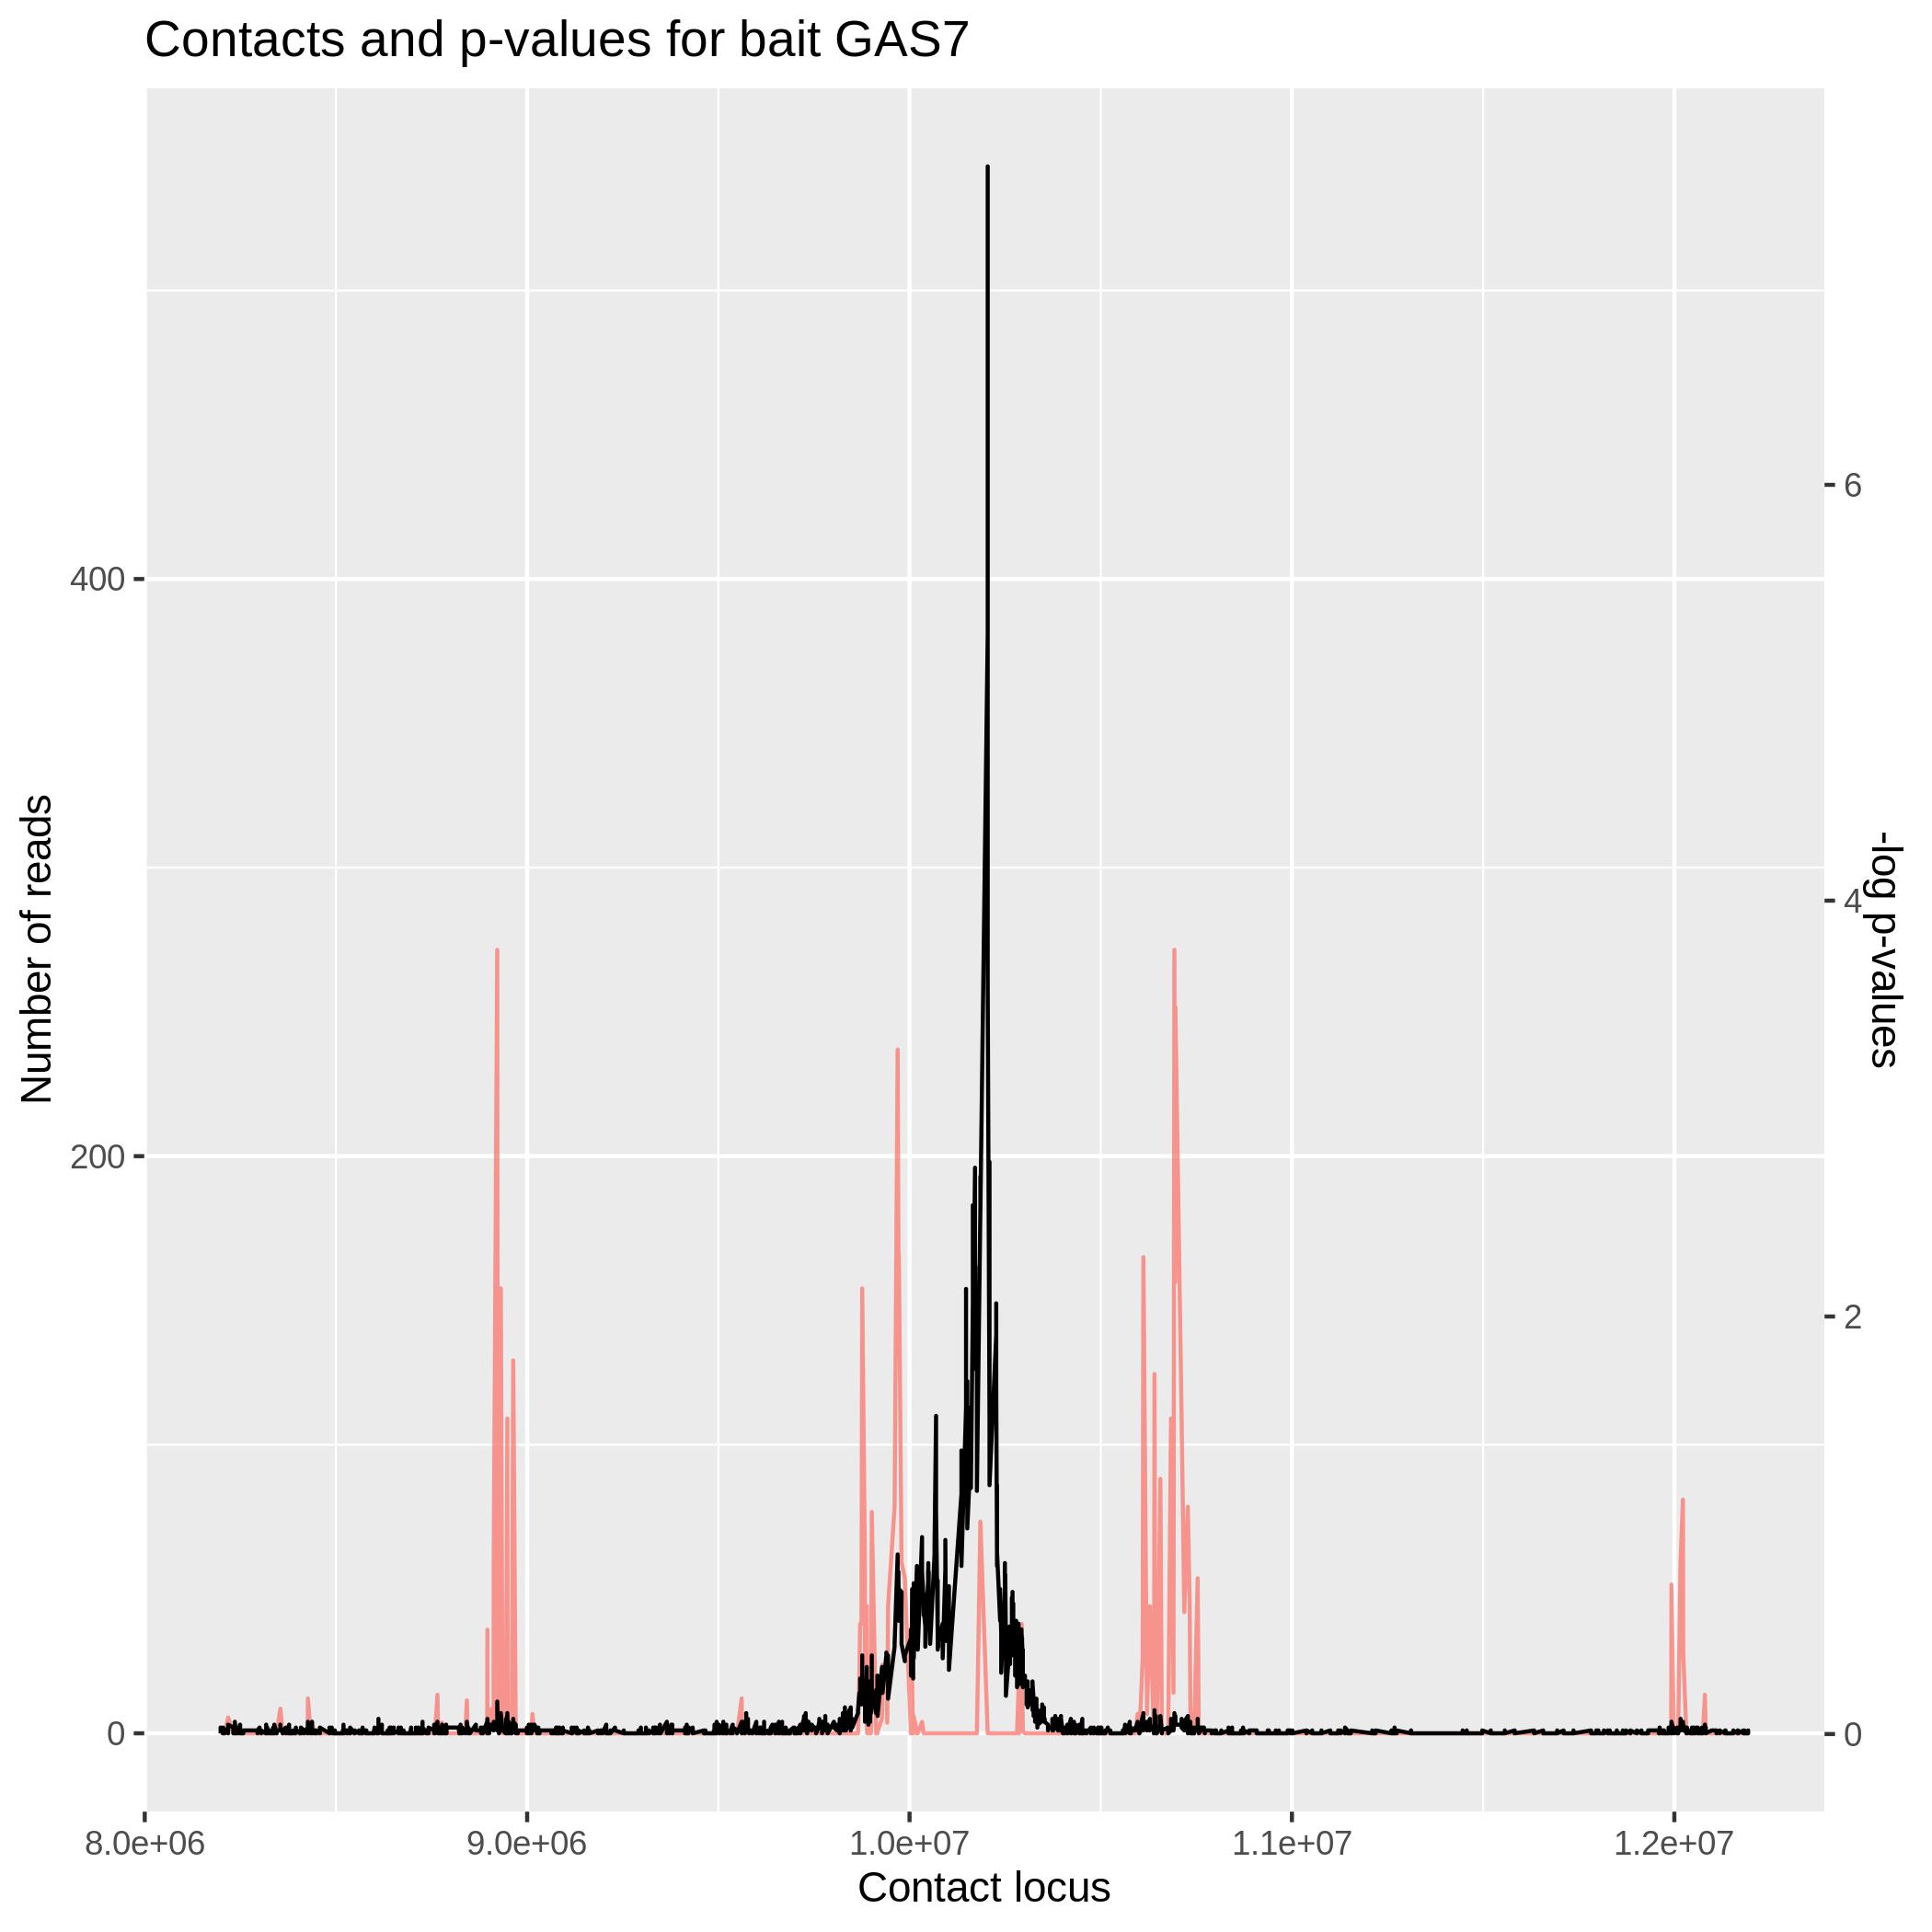 Contacts and p-values for bait GAS7
Number of reads
400
200
0
6
4
2
0
-log p-values
8.0e+06
9.0e+06
1.0e+07
1.1e+07
1.2e+07
Contact locus